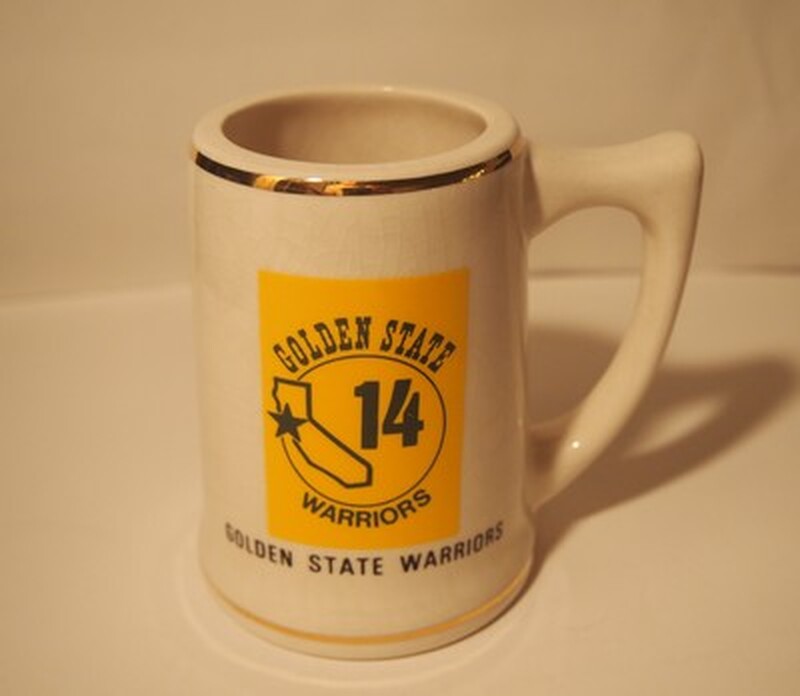 GOLDEN STATE
14
WARRIORS
GOLDEN STATE WARRIORS